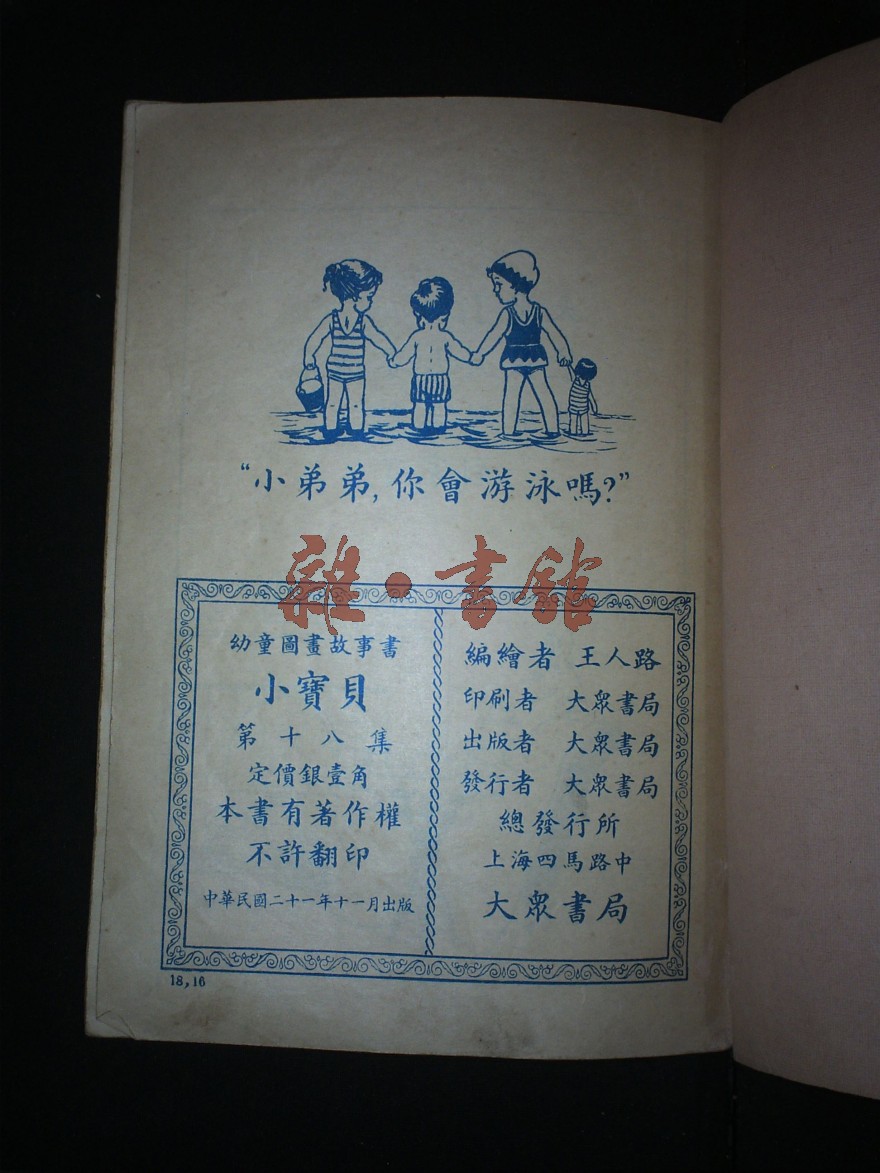 “小弟弟,你會游泳嗎?”
雜·書館
幼童圖畫故事書
小寶貝
第十八集
定價銀壹角
本書有著作權
不許翻印
中華民國二十一年十一月出版
編繪者 王人路
印刷者 大眾書局
出版者 大眾書局
發行者 大眾書局
總發行所
上海四馬路中
大眾書局
18,16